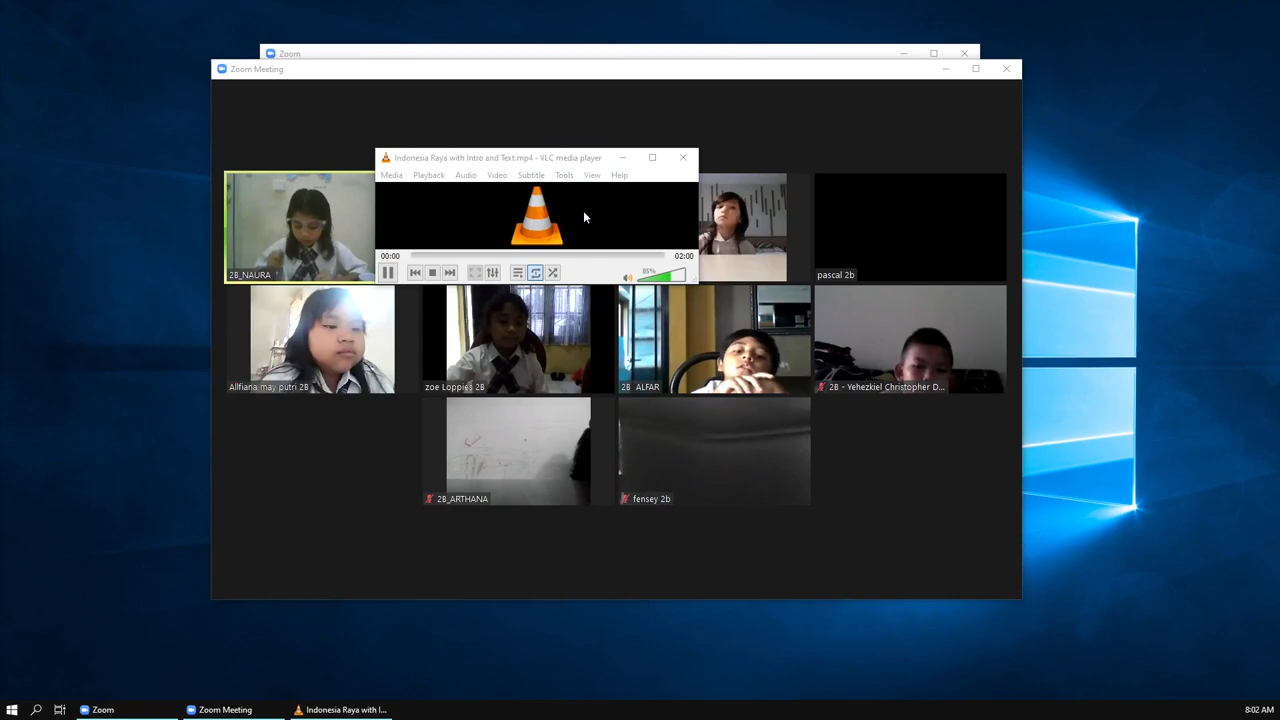 Zoom
Zoom Meeting
Indonesia Raya with Intro and Text.mp4 - VLC media player
Media Playback Audio Video Subtitle Tools View Help
00:00 02:00
85%
2B_NAURA
pascal 2b
Allfiana may putri 2B
zoe Loppies 2B
2B_ALFAR
2B - Yehezkiel Christopher D...
2B_ARTHANA
fensey 2b
Zoom
Zoom Meeting
Indonesia Raya with I...
8:02 AM